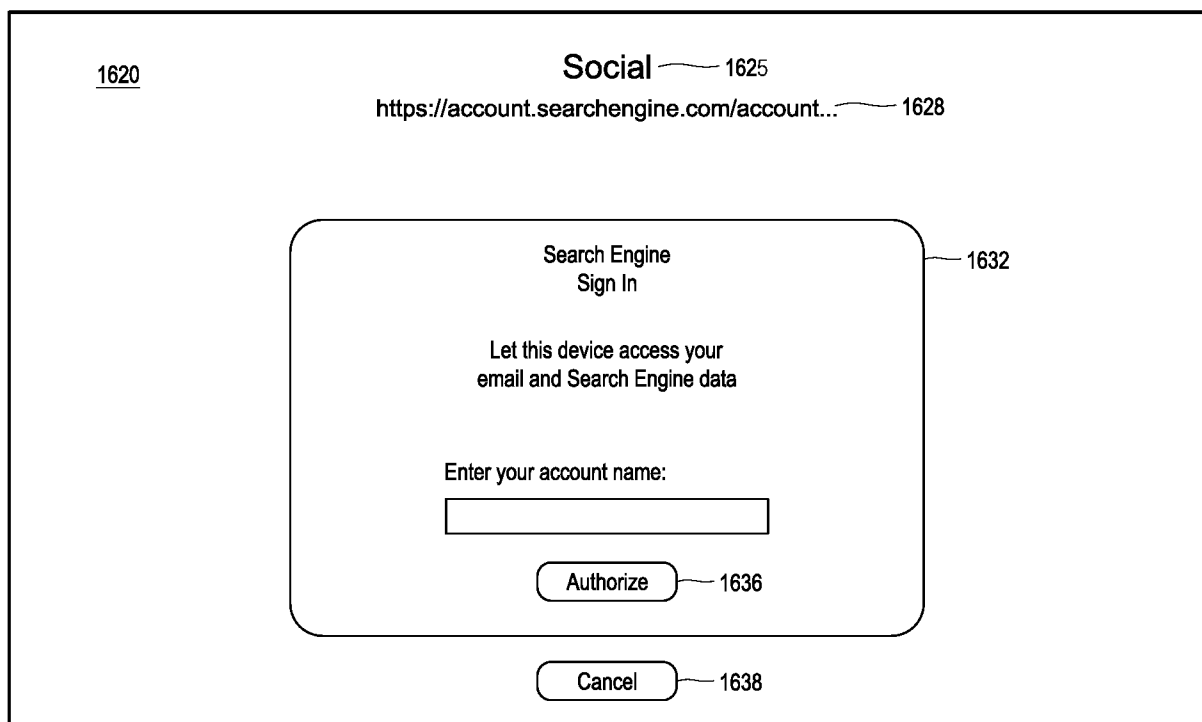 1620
Social 1625
https://account.searchengine.com/account... 1628
Search Engine
Sign In
1632
Let this device access your
email and Search Engine data
Enter your account name:
Authorize 1636
Cancel 1638